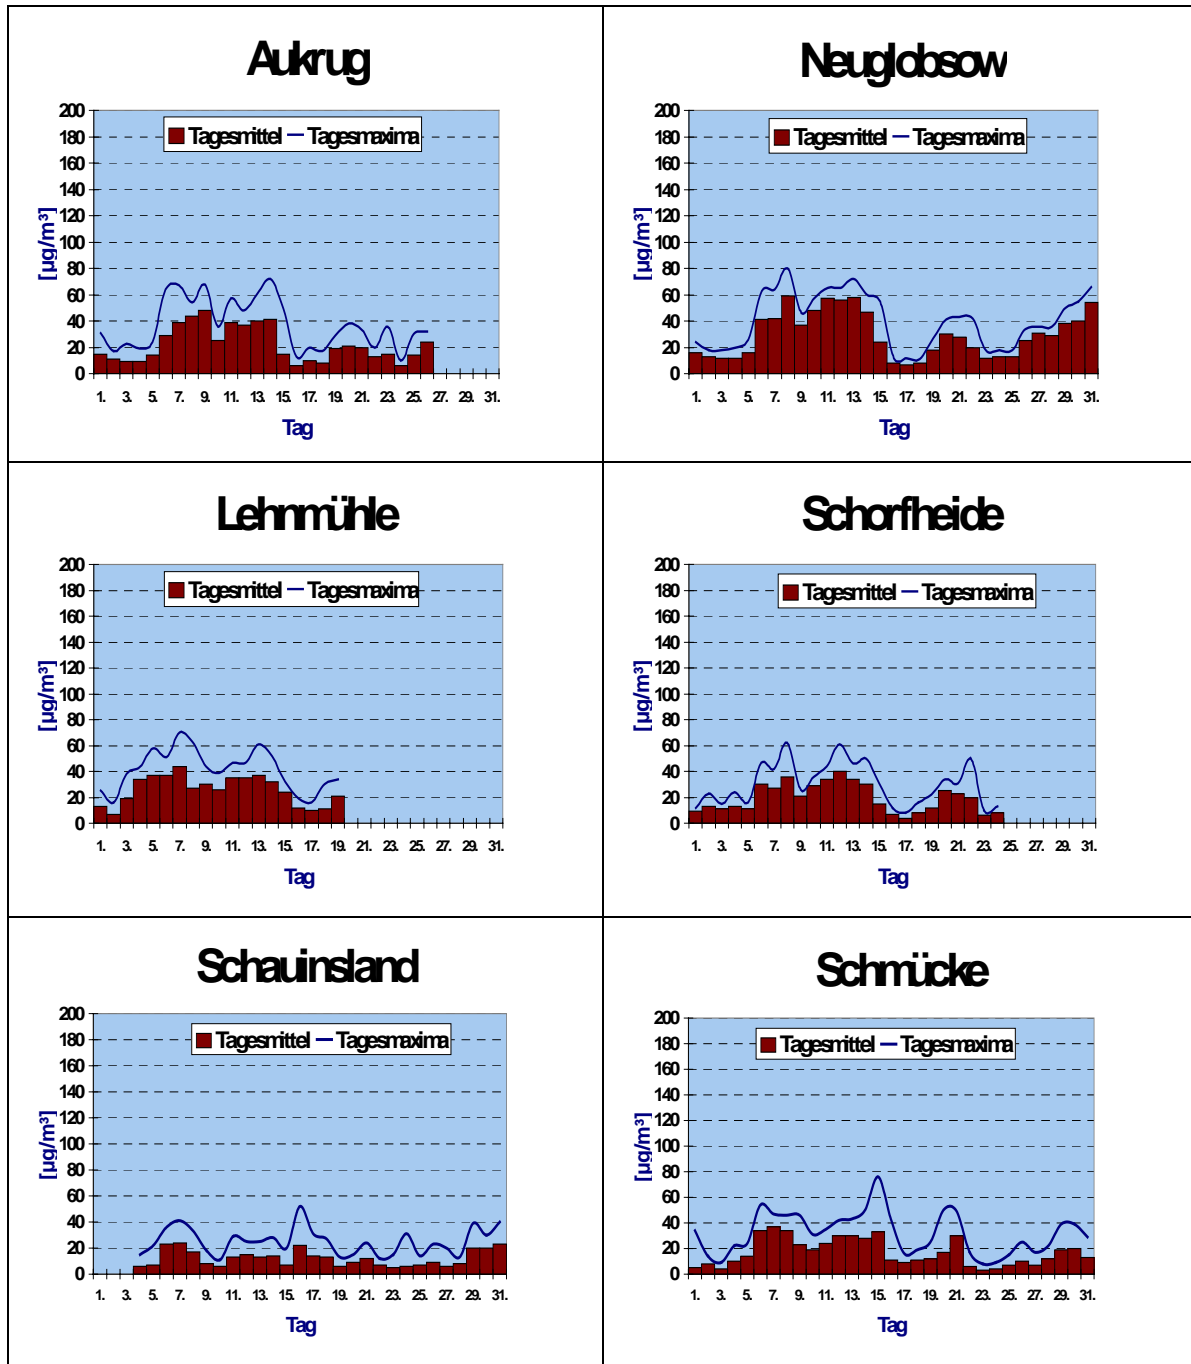 Aukrug
200
180
160
140
120
100
80
60
40
20
0
[µg/m³]
Tagesmittel Tagesmaxima
1. 3. 5. 7. 9. 11. 13. 15. 17. 19. 21. 23. 25. 27. 29. 31.
Tag
Neuglobsow
200
180
160
140
120
100
80
60
40
20
0
[µg/m³]
Tagesmittel Tagesmaxima
1. 3. 5. 7. 9. 11. 13. 15. 17. 19. 21. 23. 25. 27. 29. 31.
Tag
Lehnmühle
200
180
160
140
120
100
80
60
40
20
0
[µg/m³]
Tagesmittel Tagesmaxima
1. 3. 5. 7. 9. 11. 13. 15. 17. 19. 21. 23. 25. 27. 29. 31.
Tag
Schorfheide
200
180
160
140
120
100
80
60
40
20
0
[µg/m³]
Tagesmittel Tagesmaxima
1. 3. 5. 7. 9. 11. 13. 15. 17. 19. 21. 23. 25. 27. 29. 31.
Tag
Schauinsland
200
180
160
140
120
100
80
60
40
20
0
[µg/m³]
Tagesmittel Tagesmaxima
1. 3. 5. 7. 9. 11. 13. 15. 17. 19. 21. 23. 25. 27. 29. 31.
Tag
Schmücke
200
180
160
140
120
100
80
60
40
20
0
[µg/m³]
Tagesmittel Tagesmaxima
1. 3. 5. 7. 9. 11. 13. 15. 17. 19. 21. 23. 25. 27. 29. 31.
Tag